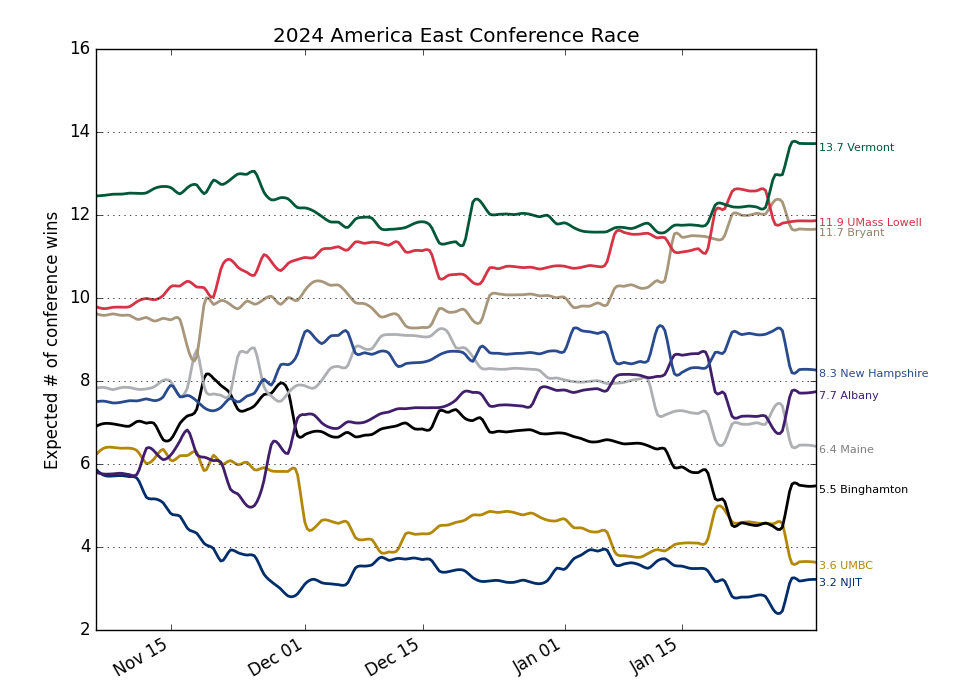 2024 America East Conference Race
Expected # of conference wins
16
14
12
10
8
6
4
2
13.7 Vermont
11.9 UMass Lowell
11.7 Bryant
8.3 New Hampshire
7.7 Albany
6.4 Maine
5.5 Binghamton
3.6 UMBC
3.2 NJIT
Nov 15
Dec 01
Dec 15
Jan 01
Jan 15